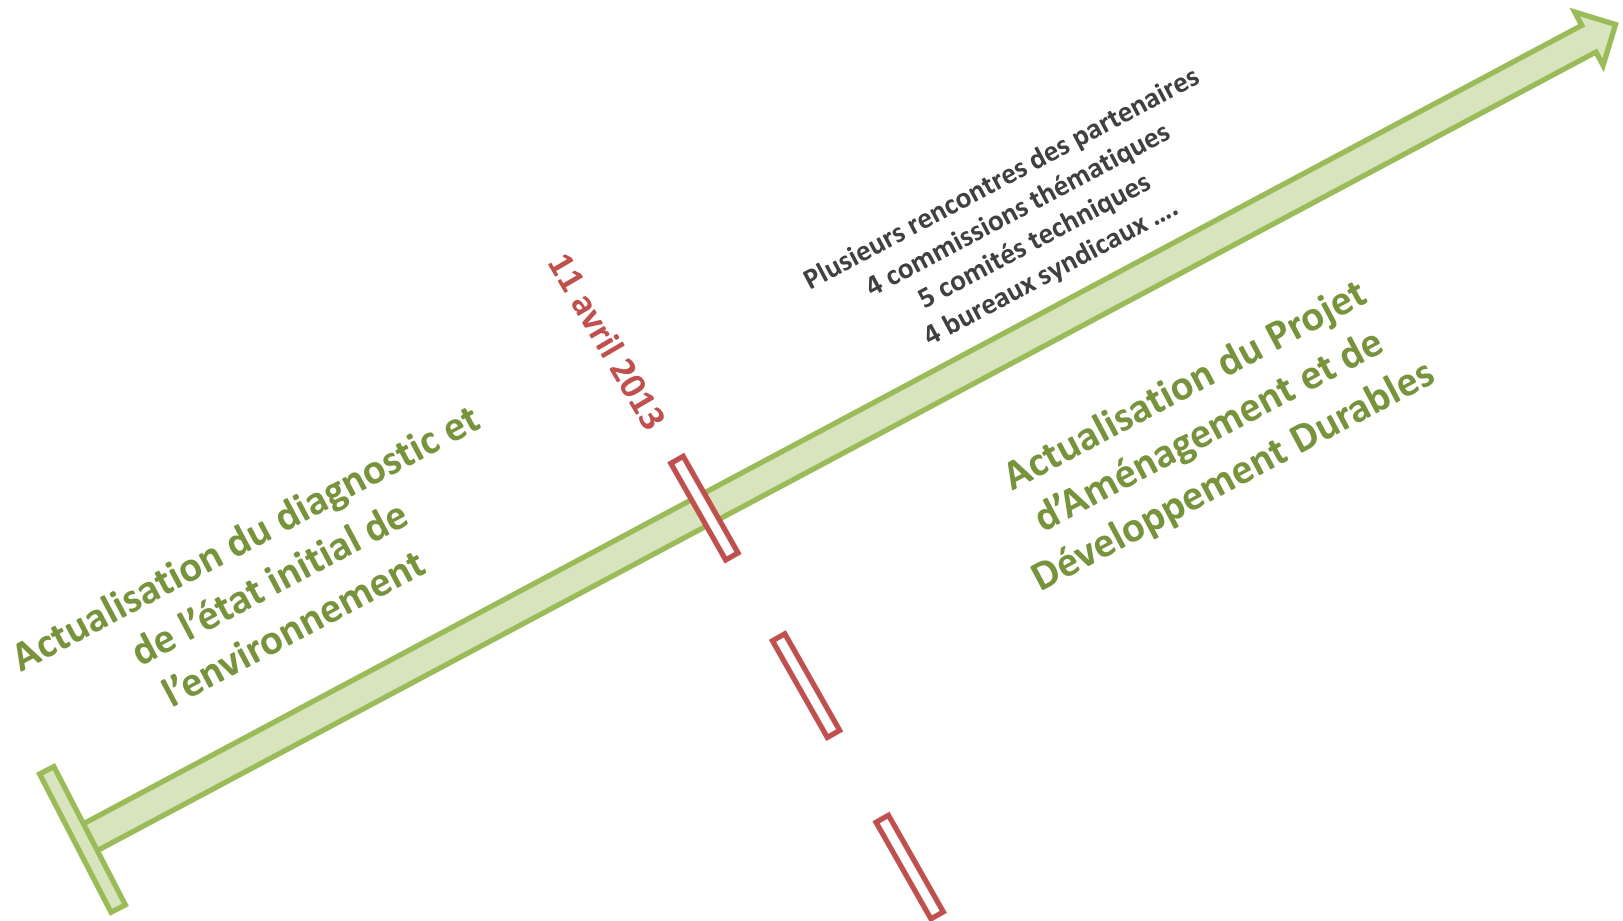 Actualisation du diagnostic et
de l’état initial de
l’environnement
11 avril 2013
Plusieurs rencontres des partenaires
4 commissions thématiques
5 comités techniques
4 bureaux syndicaux ....
Actualisation du Projet
d’Aménagement et de
Développement Durables